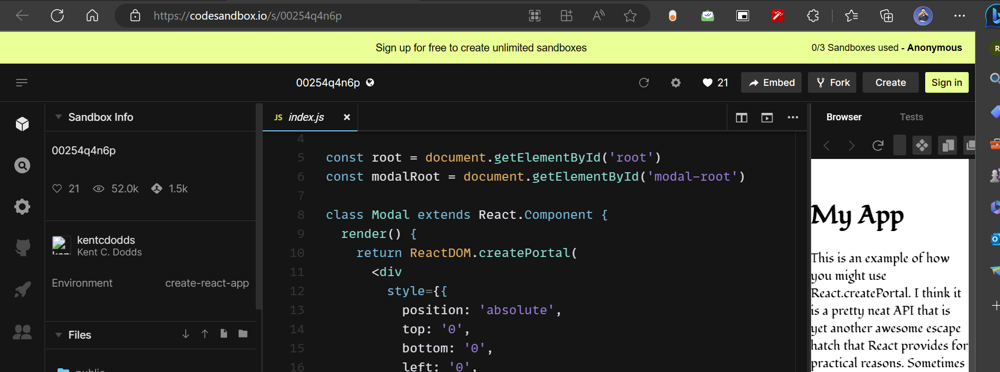 https://codesandbox.io/s/00254q4n6p
Sign up for free to create unlimited sandboxes
0/3 Sandboxes used - Anonymous
00254q4n6p
21
Embed
Fork
Create
Sign in
Sandbox Info
00254q4n6p
21 52.0k 1.5k
kentcdodds
Kent C. Dodds
Environment create-react-app
Files
public
JS index.js
4
5 const root = document.getElementById('root')
6 const modalRoot = document.getElementById('modal-root')
7
8 class Modal extends React.Component {
9 render() {
10 return ReactDOM.createPortal(
11 <div
12 style={{
13 position: 'absolute',
14 top: '0',
15 bottom: '0',
16 left: '0',
Browser Tests
My App
This is an example of how
you might use
React.createPortal. I think it
is a pretty neat API that is
yet another awesome escape
hatch that React provides for
practical reasons. Sometimes
R